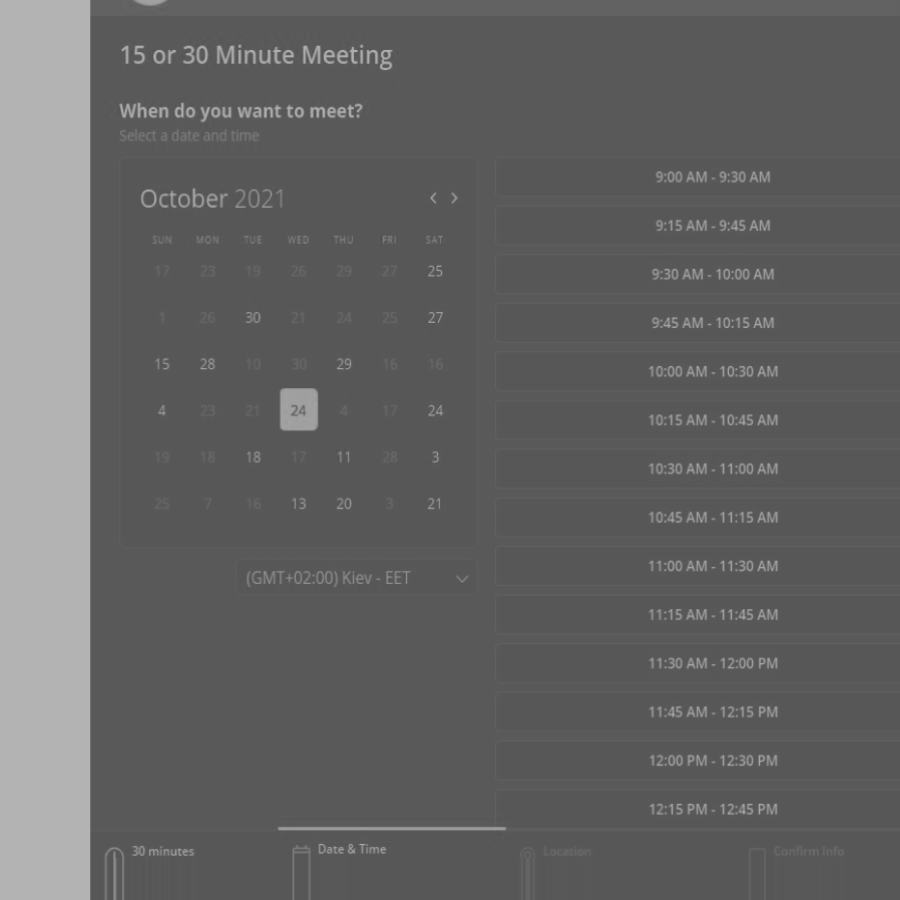 15 or 30 Minute Meeting
When do you want to meet?
Select a date and time
October 2021
SUN MON TUE WED THU FRI SAT
17 23 19 26 29 27 25
1 26 30 21 24 25 27
15 28 10 30 29 16 16
4 23 21 24 4 17 24
19 18 18 17 11 28 3
25 7 16 13 20 3 21
(GMT+02:00) Kiev - EET
9:00 AM - 9:30 AM
9:15 AM - 9:45 AM
9:30 AM - 10:00 AM
9:45 AM - 10:15 AM
10:00 AM - 10:30 AM
10:15 AM - 10:45 AM
10:30 AM - 11:00 AM
10:45 AM - 11:15 AM
11:00 AM - 11:30 AM
11:15 AM - 11:45 AM
11:30 AM - 12:00 PM
11:45 AM - 12:15 PM
12:00 PM - 12:30 PM
12:15 PM - 12:45 PM
30 minutes
Date & Time
Location
Confirm Info